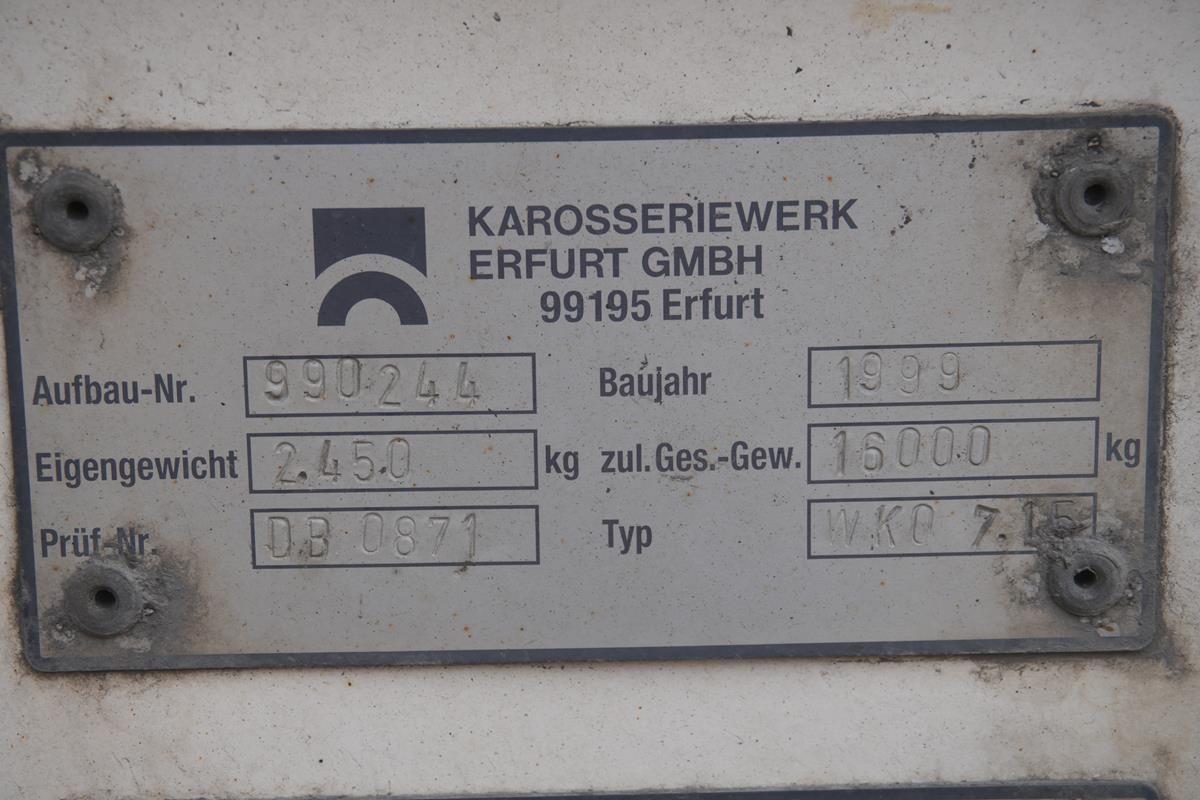 KAROSSERIEWERK
ERFURT GMBH
99195 Erfurt
Aufbau-Nr. 990244 Baujahr 1999
Eigengewicht 2.450 kg zul. Ges.-Gew. 16000 kg
Prüf-Nr. DB 0871 Typ WKO 7.15